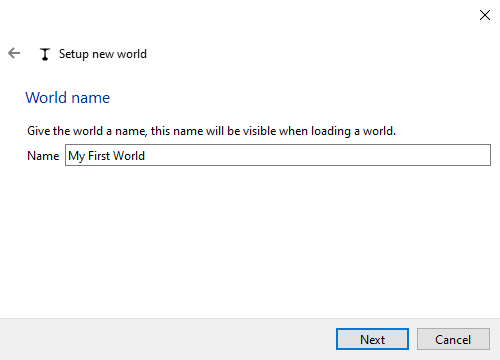 Setup new world
World name
Give the world a name, this name will be visible when loading a world.
Name My First World
Next Cancel